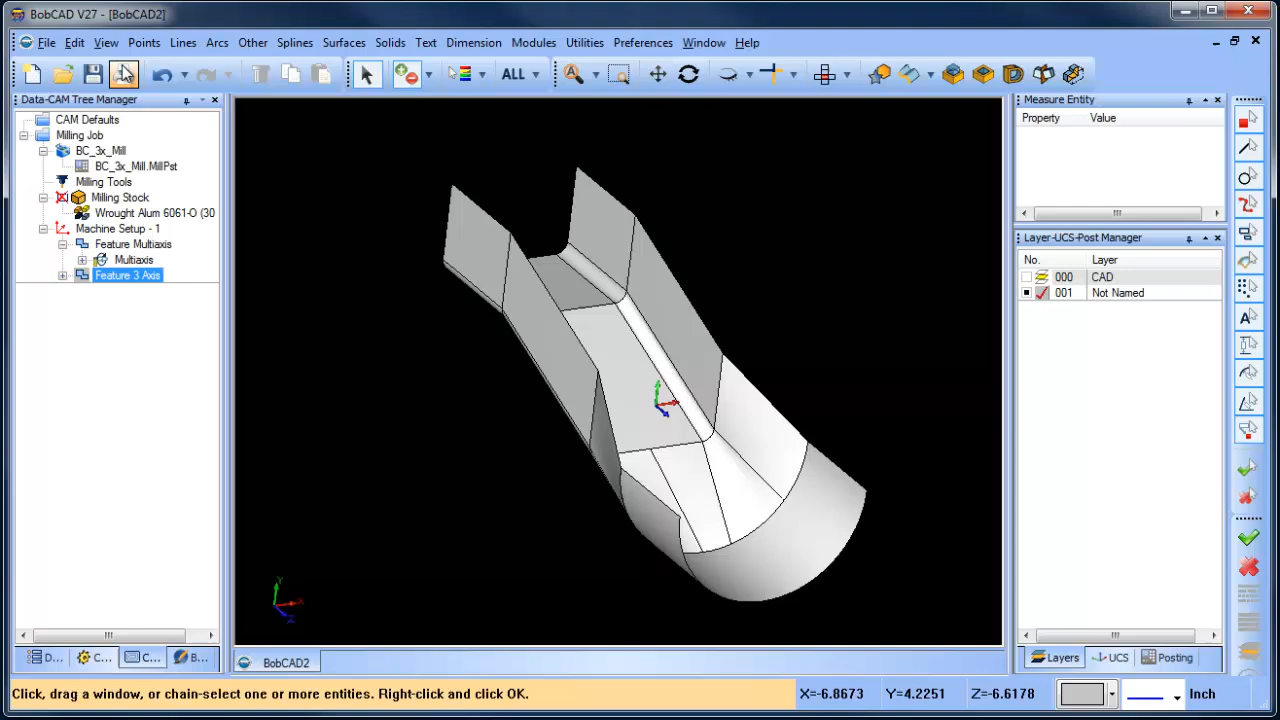 BobCAD V27 - [BobCAD2]
File Edit View Points Lines Arcs Other Splines Surfaces Solids Text Dimension Modules Utilities Preferences Window Help
ALL
Data-CAM Tree Manager
CAM Defaults
Milling Job
BC_3x_Mill
BC_3x_Mill.MillPst
Milling Tools
Milling Stock
Wrought Alum 6061-O (30
Machine Setup - 1
Feature Multiaxis
Multiaxis
Feature 3 Axis
D... C... C... B...
Y
X
Z
BobCAD2
Measure Entity
Property Value
Layer-UCS-Post Manager
No. Layer
000 CAD
001 Not Named
Layers UCS Posting
A
Click, drag a window, or chain-select one or more entities. Right-click and click OK.
X=-6.8673 Y=4.2251 Z=-6.6178 Inch